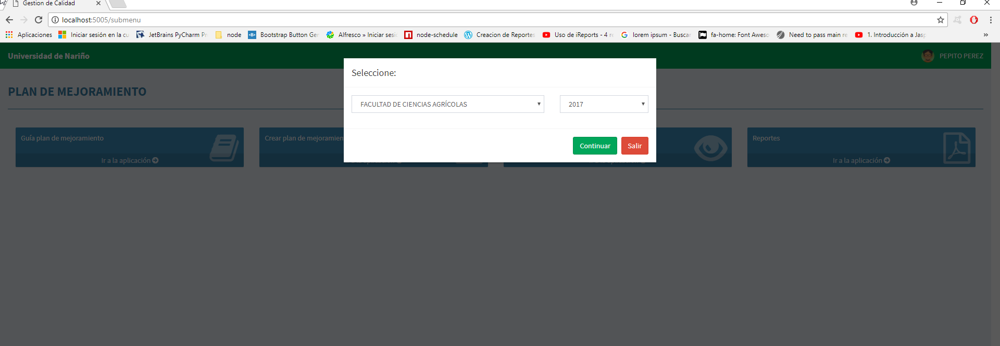 Gestion de Calidad
localhost:5005/submenu
Aplicaciones Iniciar sesión en la cu JetBrains PyCharm Pr node Bootstrap Button Ger Alfresco » Iniciar sesi node-schedule Creacion de Reportes Uso de iReports - 4 re lorem ipsum - Buscar fa-home: Font Aweso Need to pass main re 1. Introducción a Jasp »
Universidad de Nariño PEPITO PEREZ
Seleccione:
PLAN DE MEJORAMIENTO
FACULTAD DE CIENCIAS AGRÍCOLAS 2017
Guía plan de mejoramiento Crear plan de mejoramien Reportes
Continuar Salir
Ir a la aplicación Ir a la aplicación